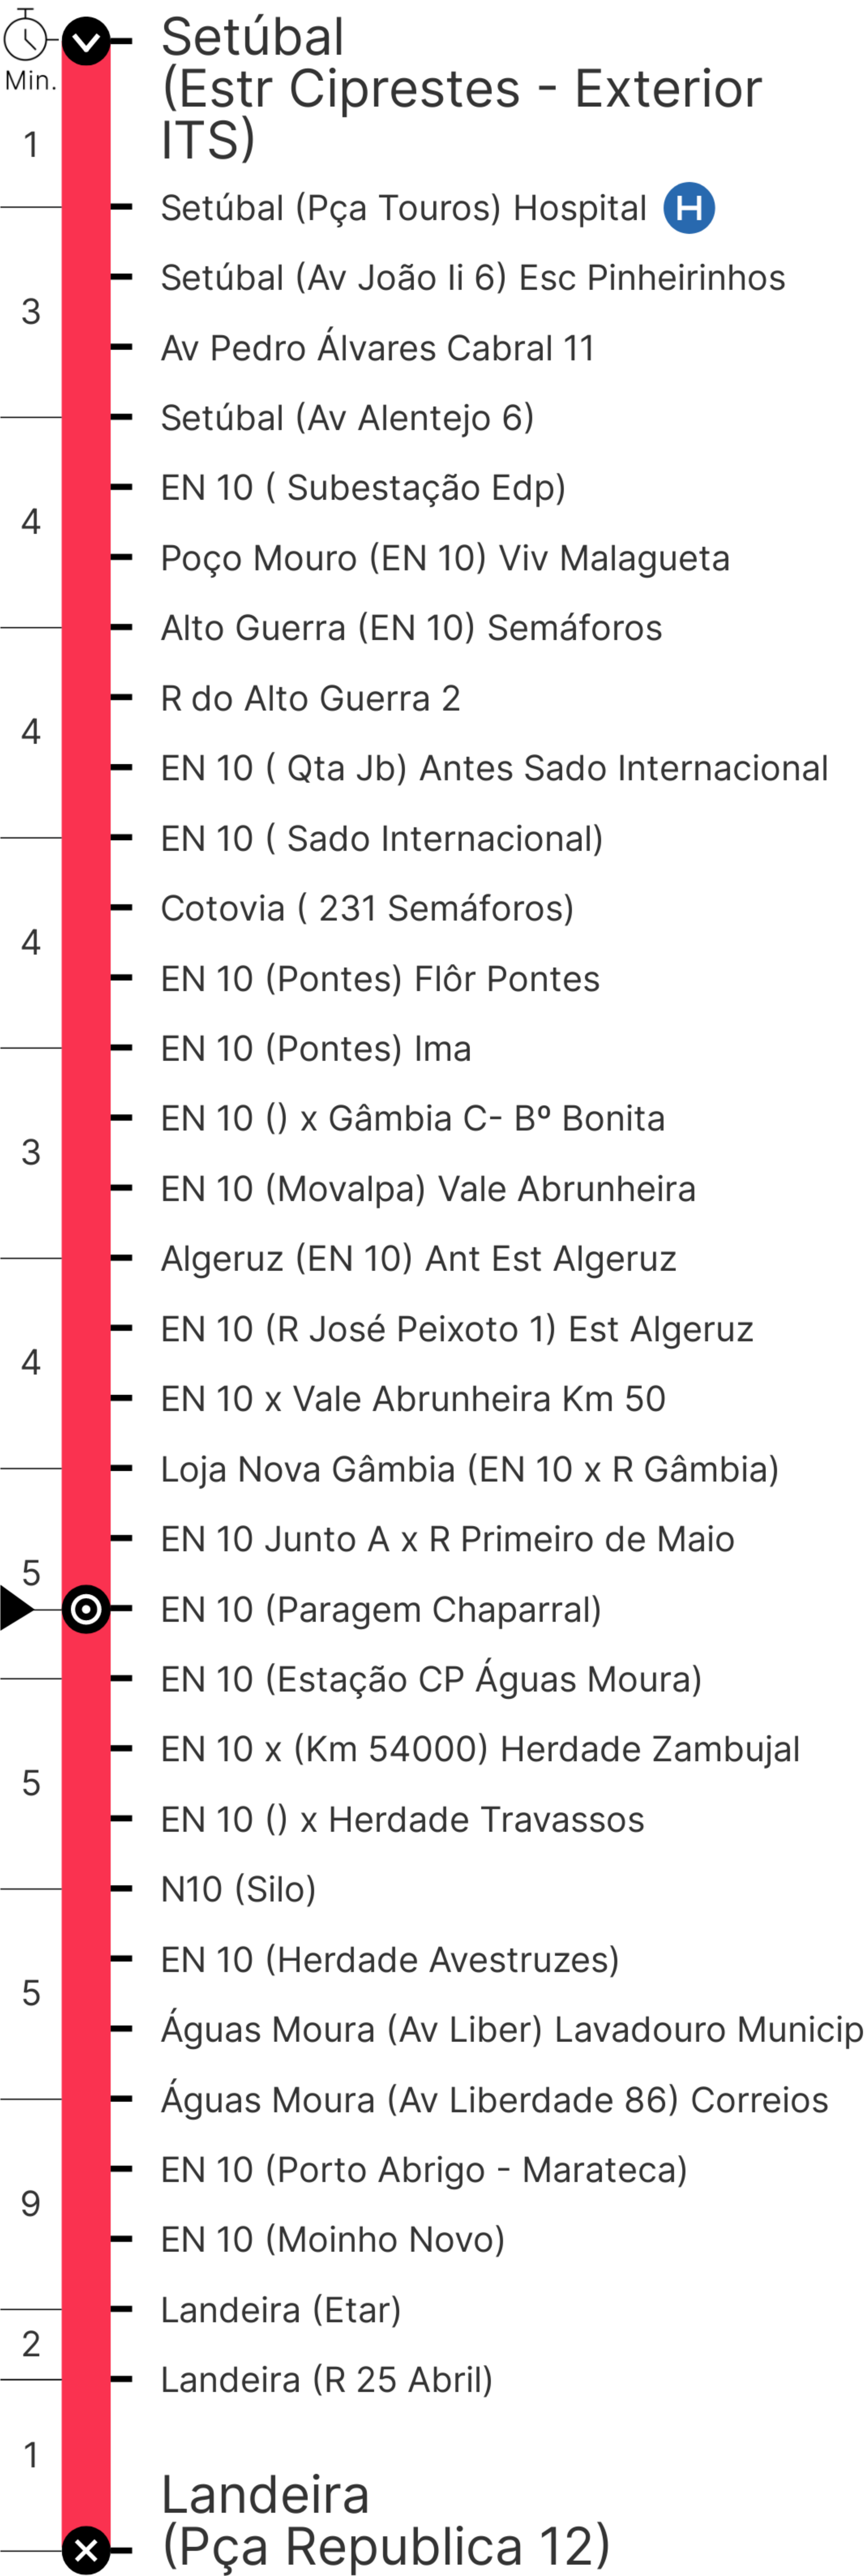 Setúbal
(Estr Ciprestes - Exterior
ITS)
Min.
1
Setúbal (Pça Touros) Hospital H
Setúbal (Av João Ii 6) Esc Pinheirinhos
3
Av Pedro Álvares Cabral 11
Setúbal (Av Alentejo 6)
EN 10 ( Subestação Edp)
4
Poço Mouro (EN 10) Viv Malagueta
Alto Guerra (EN 10) Semáforos
R do Alto Guerra 2
4
EN 10 ( Qta Jb) Antes Sado Internacional
EN 10 ( Sado Internacional)
Cotovia ( 231 Semáforos)
4
EN 10 (Pontes) Flôr Pontes
EN 10 (Pontes) Ima
EN 10 () x Gâmbia C- Bº Bonita
3
EN 10 (Movalpa) Vale Abrunheira
Algeruz (EN 10) Ant Est Algeruz
EN 10 (R José Peixoto 1) Est Algeruz
4
EN 10 x Vale Abrunheira Km 50
Loja Nova Gâmbia (EN 10 x R Gâmbia)
EN 10 Junto A x R Primeiro de Maio
5
EN 10 (Paragem Chaparral)
EN 10 (Estação CP Águas Moura)
EN 10 x (Km 54000) Herdade Zambujal
5
EN 10 () x Herdade Travassos
N10 (Silo)
EN 10 (Herdade Avestruzes)
5
Águas Moura (Av Liber) Lavadouro Municip
Águas Moura (Av Liberdade 86) Correios
EN 10 (Porto Abrigo - Marateca)
9
EN 10 (Moinho Novo)
Landeira (Etar)
2
Landeira (R 25 Abril)
1
Landeira
(Pça Republica 12)